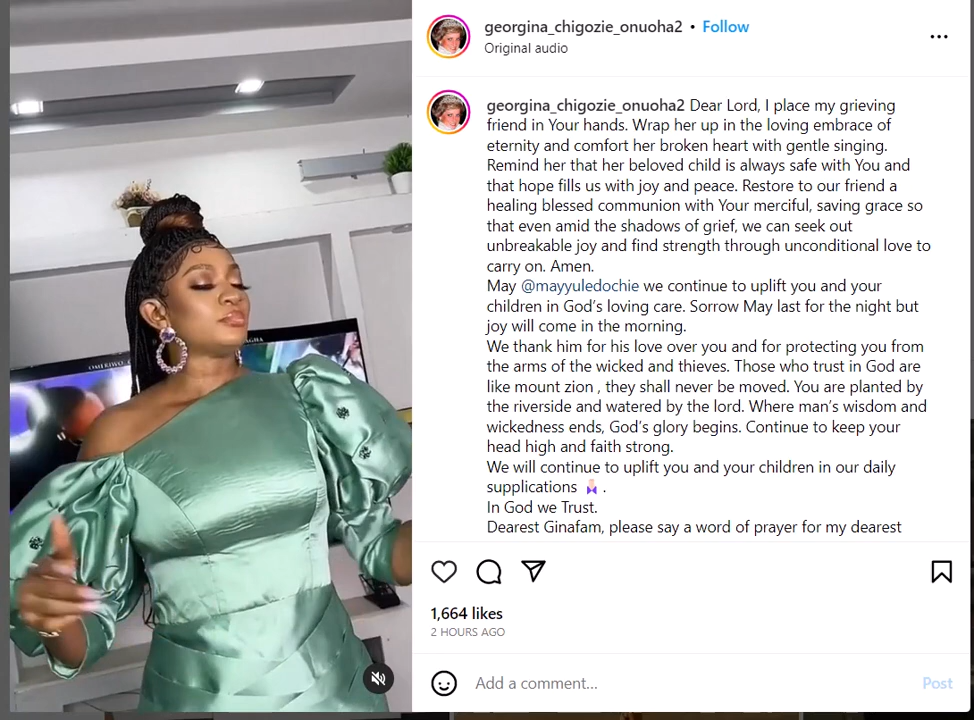 georgina_chigozie_onuoha2 • Follow
Original audio
georgina_chigozie_onuoha2 Dear Lord, I place my grieving
friend in Your hands. Wrap her up in the loving embrace of
eternity and comfort her broken heart with gentle singing.
Remind her that her beloved child is always safe with You and
that hope fills us with joy and peace. Restore to our friend a
healing blessed communion with Your merciful, saving grace so
that even amid the shadows of grief, we can seek out
unbreakable joy and find strength through unconditional love to
carry on. Amen.
May @mayyuledochie we continue to uplift you and your
children in God’s loving care. Sorrow May last for the night but
joy will come in the morning.
We thank him for his love over you and for protecting you from
the arms of the wicked and thieves. Those who trust in God are
like mount zion , they shall never be moved. You are planted by
the riverside and watered by the lord. Where man’s wisdom and
wickedness ends, God’s glory begins. Continue to keep your
head high and faith strong.
We will continue to uplift you and your children in our daily
supplications 🧎🏻‍♀️ .
In God we Trust.
Dearest Ginafam, please say a word of prayer for my dearest
1,664 likes
2 HOURS AGO
Add a comment...
Post